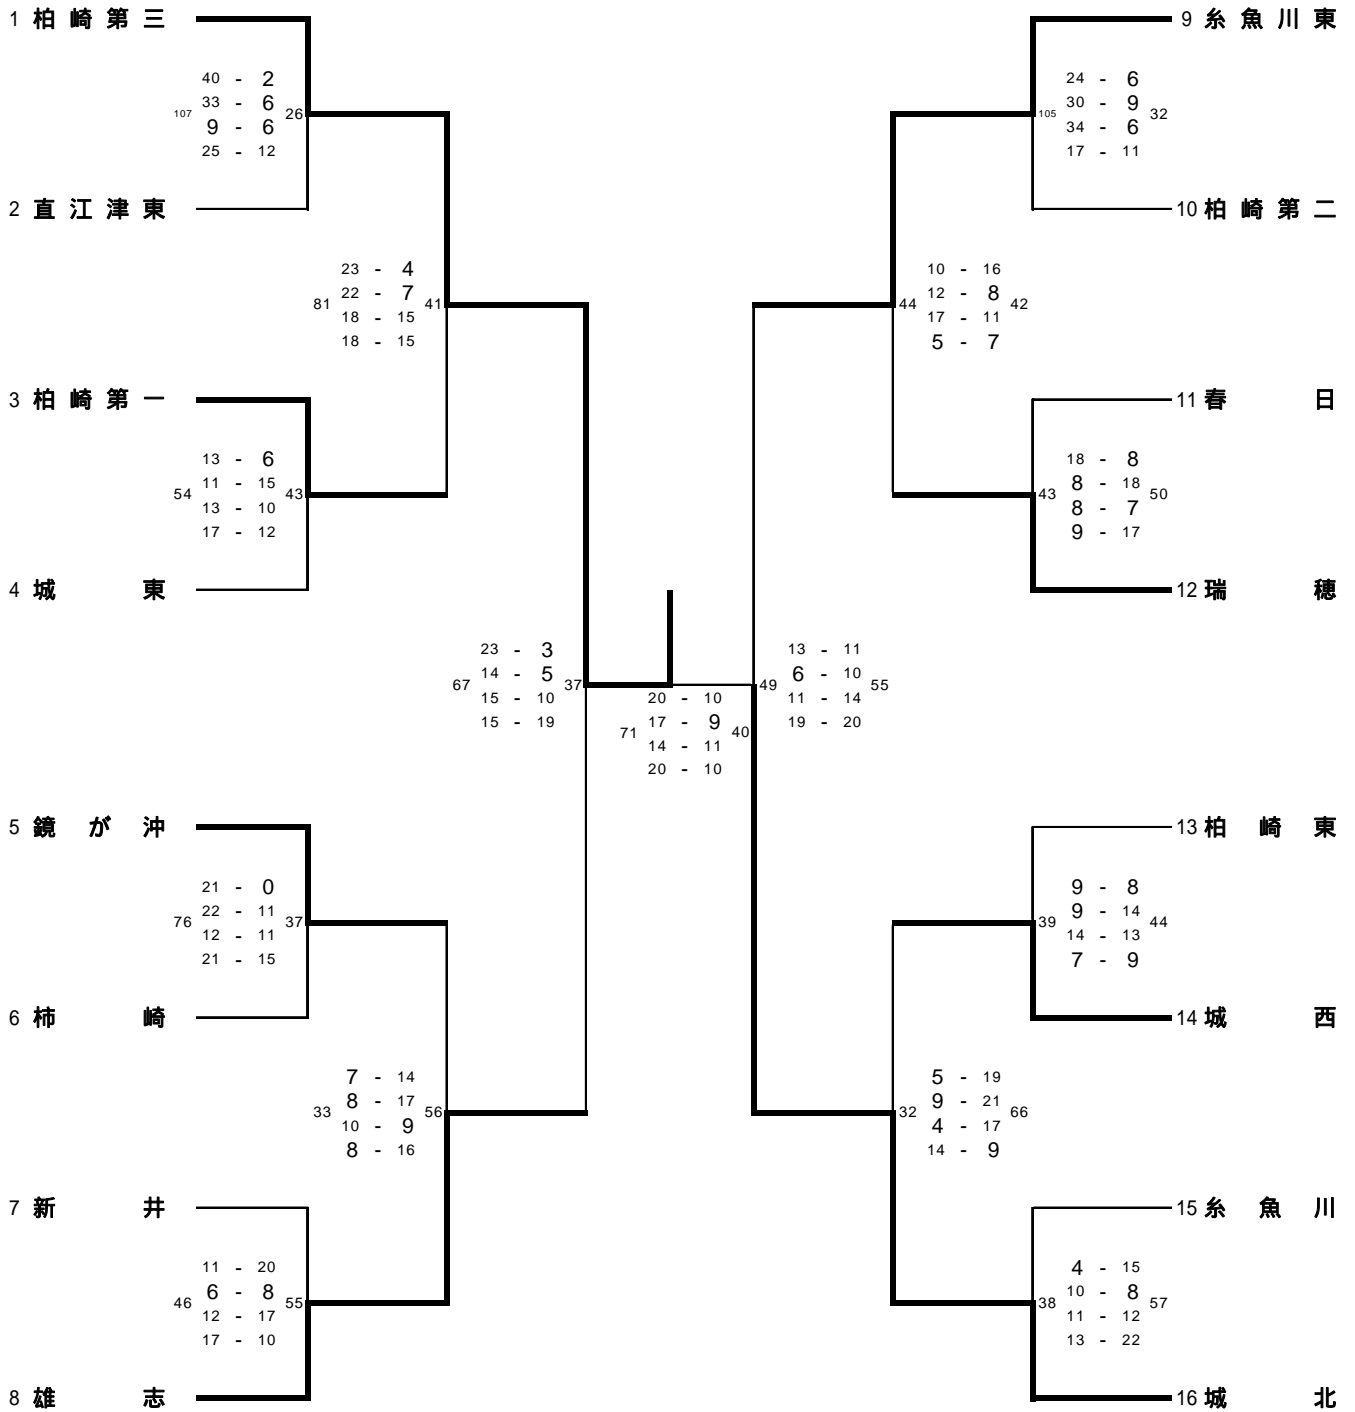 1 柏崎第三
40 - 2
33 - 6
107 26
9 - 6
25 - 12
2 直江津東
23 - 4
22 - 7
81 41
18 - 15
18 - 15
3 柏崎第一
13 - 6
11 - 15
54 43
13 - 10
17 - 12
4 城東
23 - 3
14 - 5
67 37
15 - 10
15 - 19
5 鏡が沖
21 - 0
22 - 11
76 37
12 - 11
21 - 15
6 柿崎
7 - 14
8 - 17
33 56
10 - 9
8 - 16
7 新井
11 - 20
6 - 8
46 55
12 - 17
17 - 10
8 雄志
20 - 10
17 - 9
71 40
14 - 11
20 - 10
9 糸魚川東
24 - 6
30 - 9
105 32
34 - 6
17 - 11
10 柏崎第二
10 - 16
12 - 8
44 42
17 - 11
5 - 7
11 春日
18 - 8
8 - 18
43 50
8 - 7
9 - 17
12 瑞穂
13 - 11
6 - 10
49 55
11 - 14
19 - 20
13 柏崎東
9 - 8
9 - 14
39 44
14 - 13
7 - 9
14 城西
5 - 19
9 - 21
32 66
4 - 17
14 - 9
15 糸魚川
4 - 15
10 - 8
38 57
11 - 12
13 - 22
16 城北